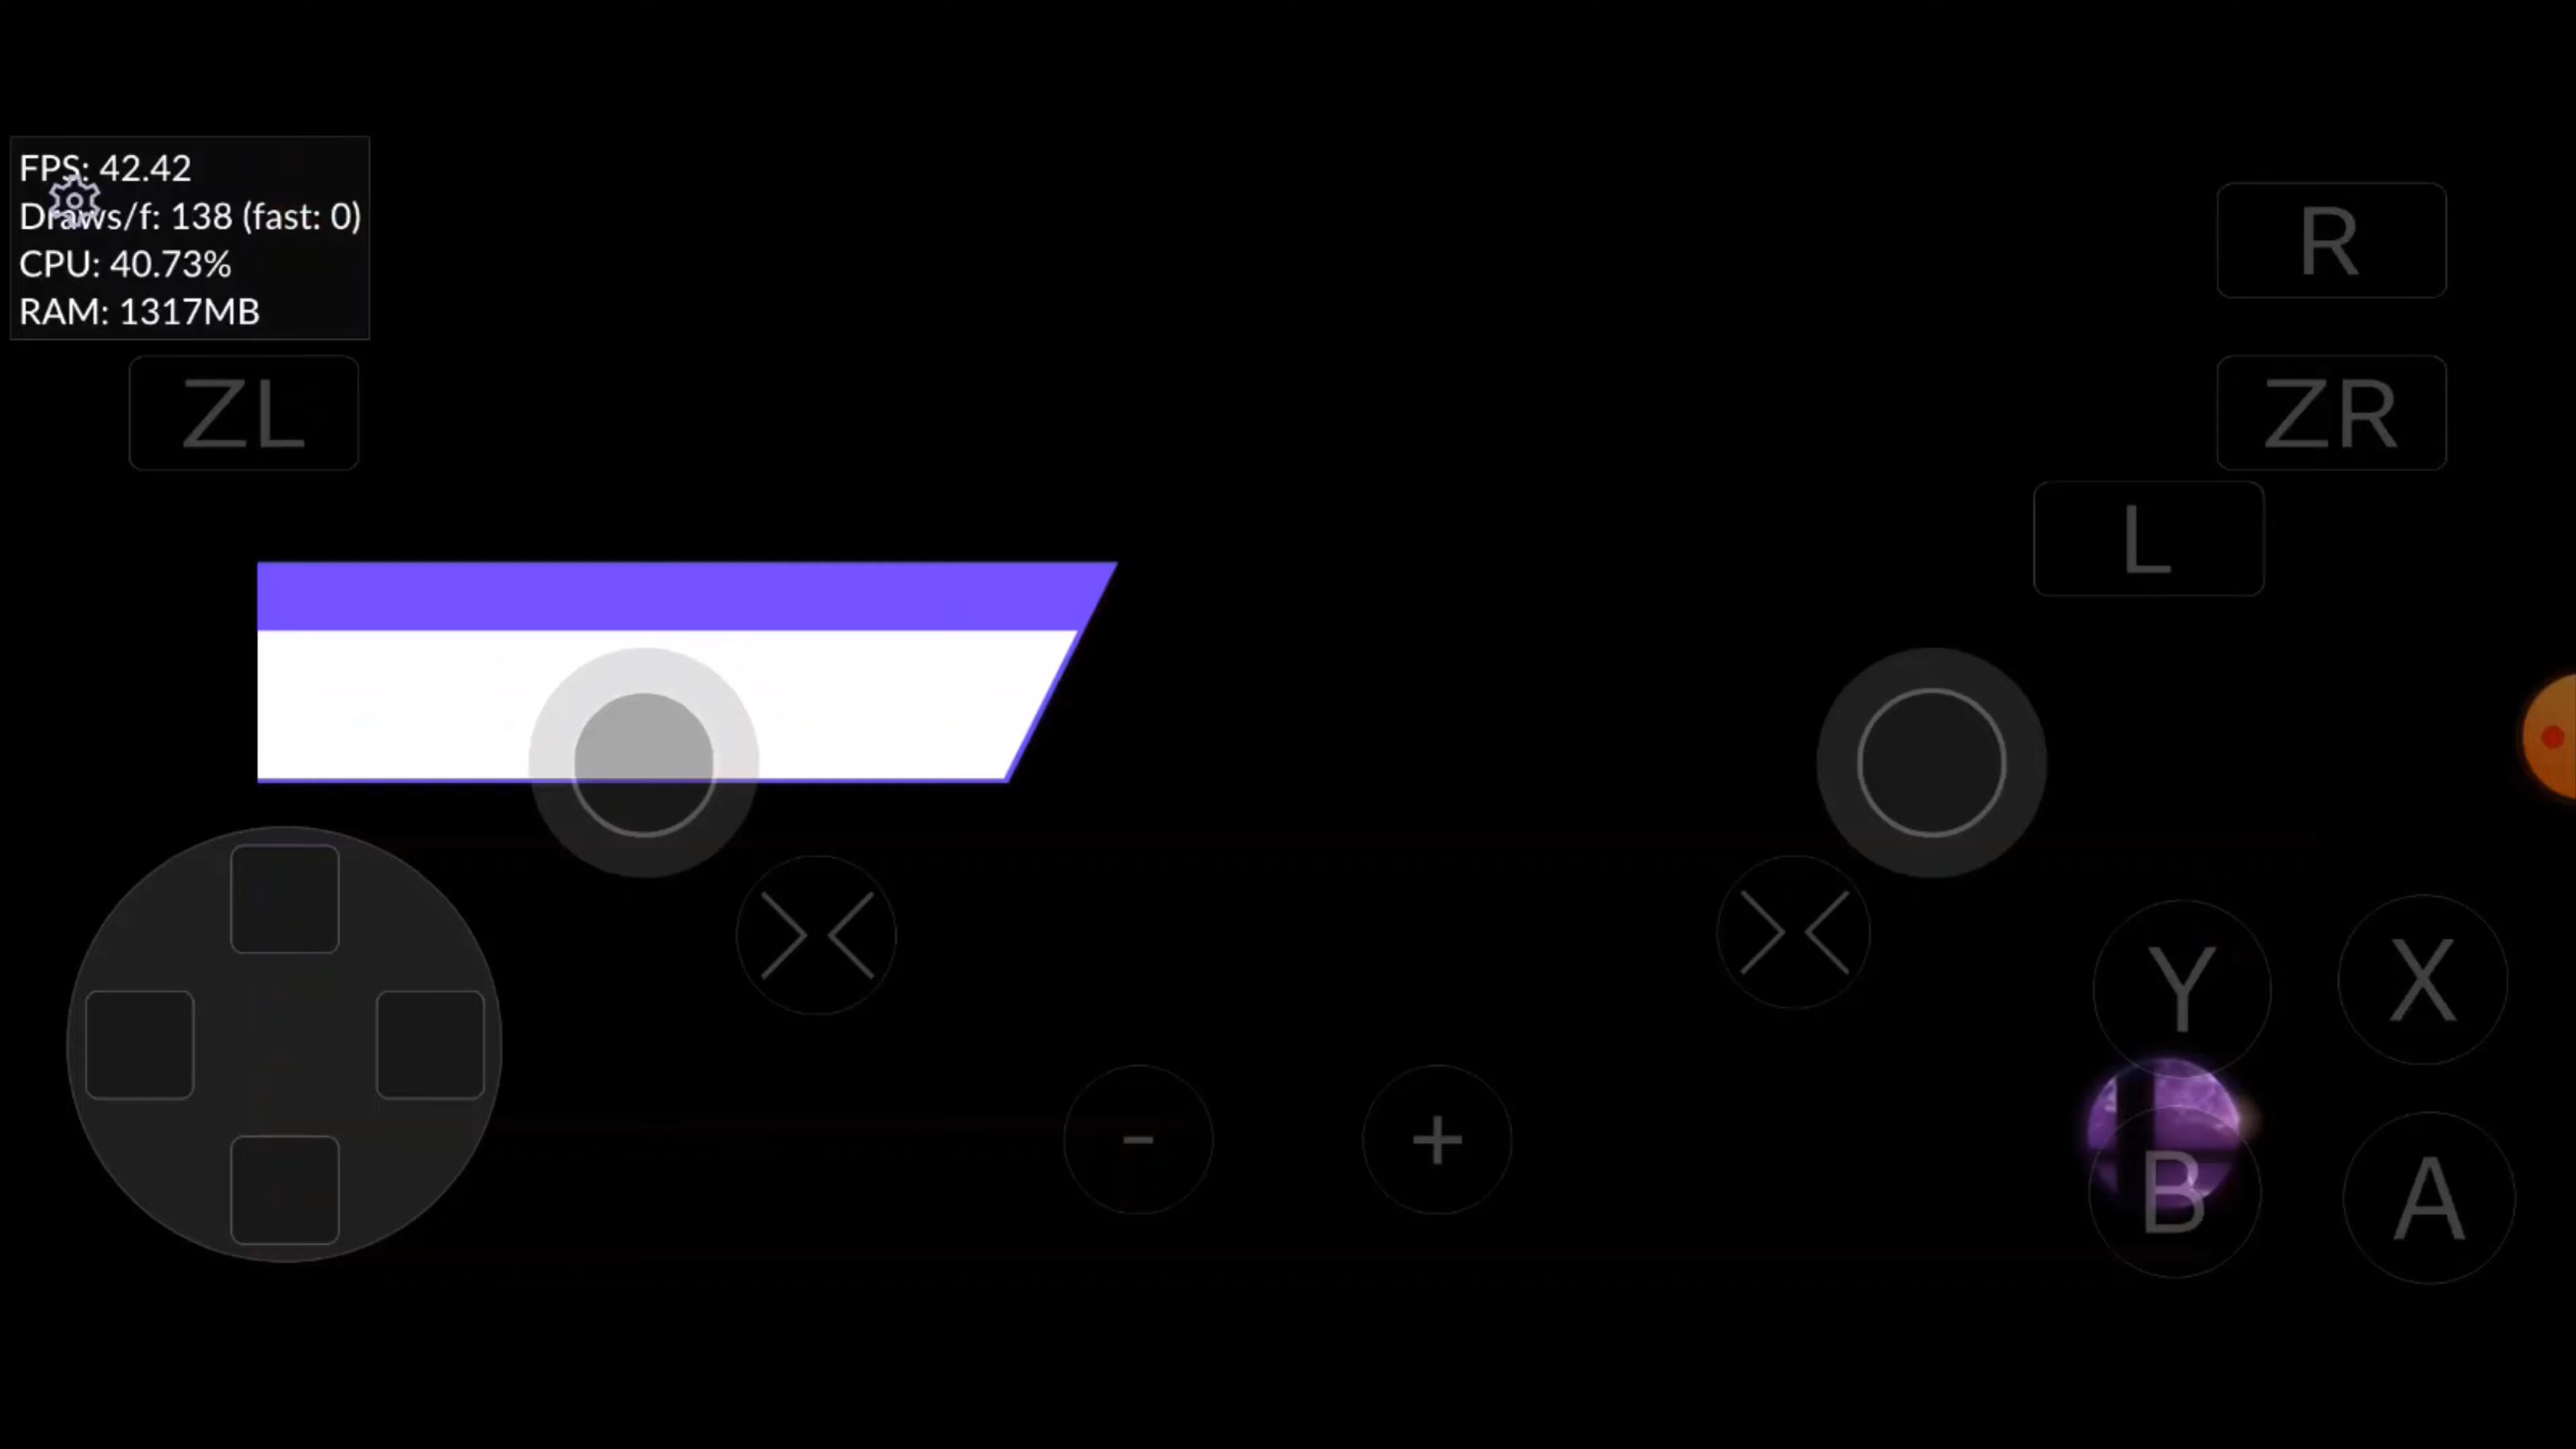 FPS: 42.42
Draws/f: 138 (fast: 0)
CPU: 40.73%
RAM: 1317MB
R
ZL
ZR
L
Y
X
-
+
B
A